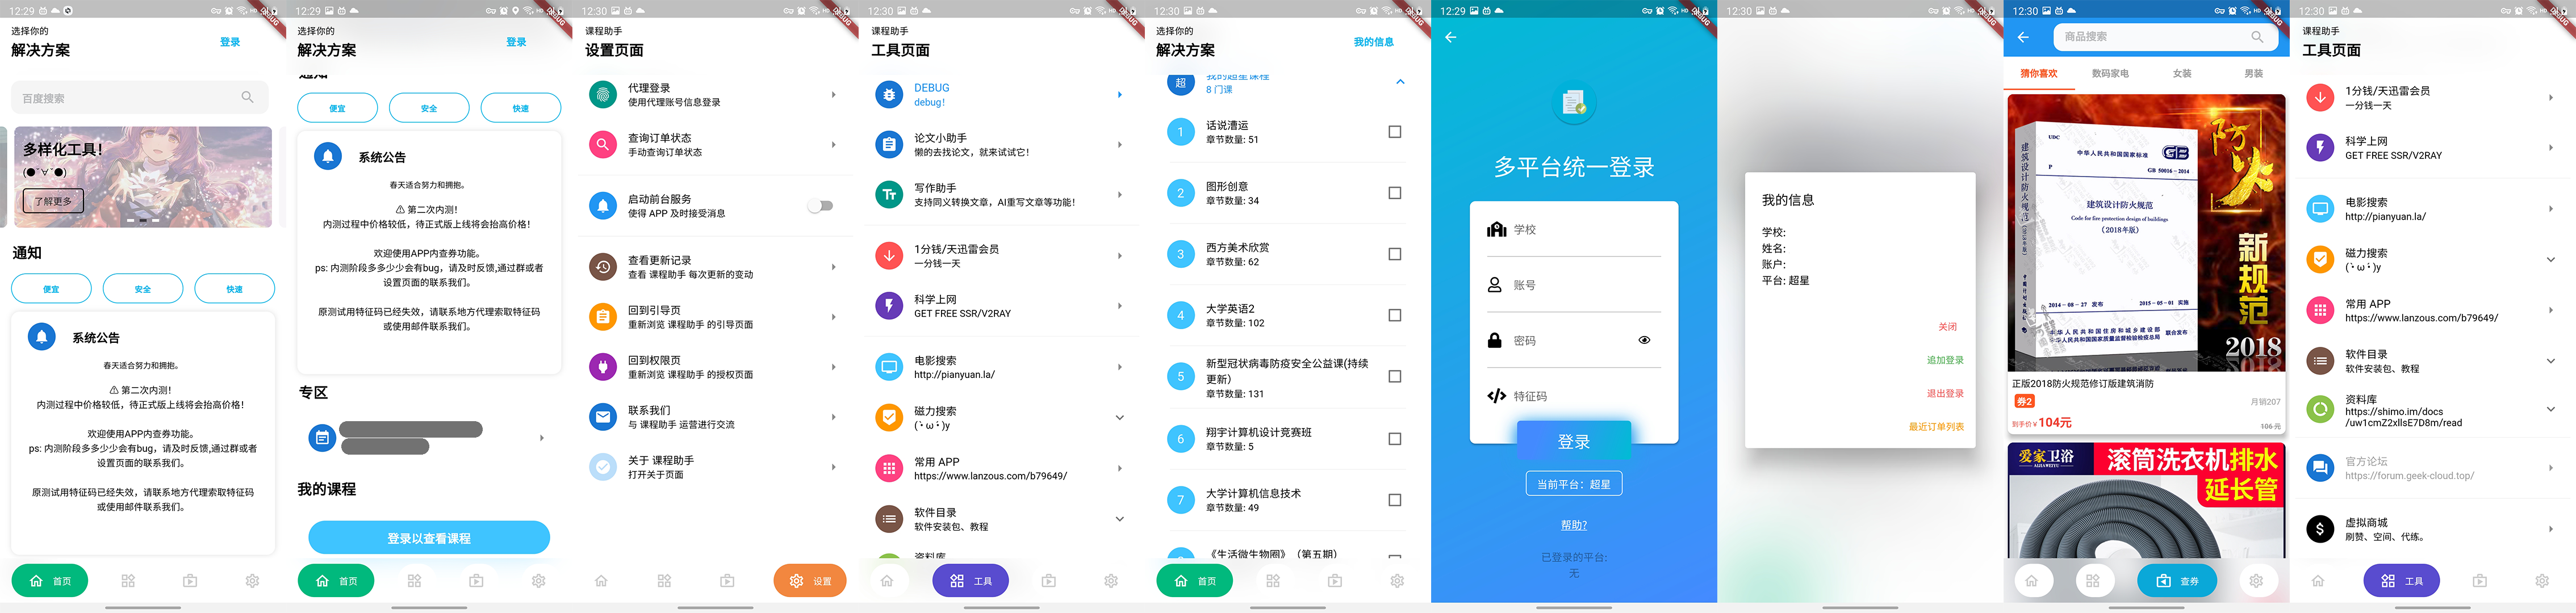 12:29
DEBUG
选择你的
解决方案
登录
百度搜索
多样化工具!
(●ˇ∀ˇ●)
了解更多
通知
便宜
安全
快速
系统公告
春天适合努力和拥抱。
⚠ 第二次内测!
内测过程中价格较低，待正式版上线将会抬高价格!
欢迎使用APP内查券功能。
ps: 内测阶段多多少少会有bug，请及时反馈,通过群或者
设置页面的联系我们。
原测试用特征码已经失效，请联系地方代理索取特征码
或使用邮件联系我们。
首页
12:29
DEBUG
选择你的
解决方案
登录
通知
便宜
安全
快速
系统公告
春天适合努力和拥抱。
⚠ 第二次内测!
内测过程中价格较低，待正式版上线将会抬高价格!
欢迎使用APP内查券功能。
ps: 内测阶段多多少少会有bug，请及时反馈,通过群或者
设置页面的联系我们。
原测试用特征码已经失效，请联系地方代理索取特征码
或使用邮件联系我们。
专区
我的课程
登录以查看课程
首页
12:30
DEBUG
课程助手
设置页面
代理登录
使用代理账号信息登录
查询订单状态
手动查询订单状态
启动前台服务
使得 APP 及时接受消息
查看更新记录
查看 课程助手 每次更新的变动
回到引导页
重新浏览 课程助手 的引导页面
回到权限页
重新浏览 课程助手 的授权页面
联系我们
与 课程助手 运营进行交流
关于 课程助手
打开关于页面
设置
12:30
DEBUG
课程助手
工具页面
DEBUG
debug!
论文小助手
懒的去找论文，就来试试它!
写作助手
支持同义转换文章，AI重写文章等功能!
1分钱/天迅雷会员
一分钱一天
科学上网
GET FREE SSR/V2RAY
电影搜索
http://pianyuan.la/
磁力搜索
(･̀ω･́)y
常用 APP
https://www.lanzous.com/b79649/
软件目录
软件安装包、教程
资料库
工具
12:30
DEBUG
选择你的
解决方案
我的信息
超
我的超星课程
8 门课
1
话说漕运
章节数量: 51
2
图形创意
章节数量: 34
3
西方美术欣赏
章节数量: 62
4
大学英语2
章节数量: 102
5
新型冠状病毒防疫安全公益课(持续
更新)
章节数量: 131
6
翔宇计算机设计竞赛班
章节数量: 5
7
大学计算机信息技术
章节数量: 49
《生活微生物圈》（第五期）
首页
12:29
DEBUG
多平台统一登录
学校
账号
密码
特征码
登录
当前平台：超星
帮助?
已登录的平台:
无
12:30
DEBUG
我的信息
学校:
姓名:
账户:
平台: 超星
关闭
追加登录
退出登录
最近订单列表
12:30
DEBUG
商品搜索
猜你喜欢
数码家电
女装
男装
UDC
中华人民共和国国家标准
GB
P
GB 50016－2014
建筑设计防火规范
Code for fire protection design of buildings
（2018年版）
建筑设计防火规范
2014－08－27 发布
2015－05－01 实施
中华人民共和国住房和城乡建设部
中华人民共和国国家质量监督检验检疫总局
联合发布
防火
新规范
2018
正版2018防火规范修订版建筑消防
券2
月销207
到手价￥104元
106 元
爱家卫浴
AIJIAWEIYU
滚筒洗衣机排水
延长管
查券
12:30
DEBUG
课程助手
工具页面
1分钱/天迅雷会员
一分钱一天
科学上网
GET FREE SSR/V2RAY
电影搜索
http://pianyuan.la/
磁力搜索
(･̀ω･́)y
常用 APP
https://www.lanzous.com/b79649/
软件目录
软件安装包、教程
资料库
https://shimo.im/docs
/uw1cmZ2xllsE7D8m/read
官方论坛
https://forum.geek-cloud.top/
虚拟商城
刷赞、空间、代练。
工具